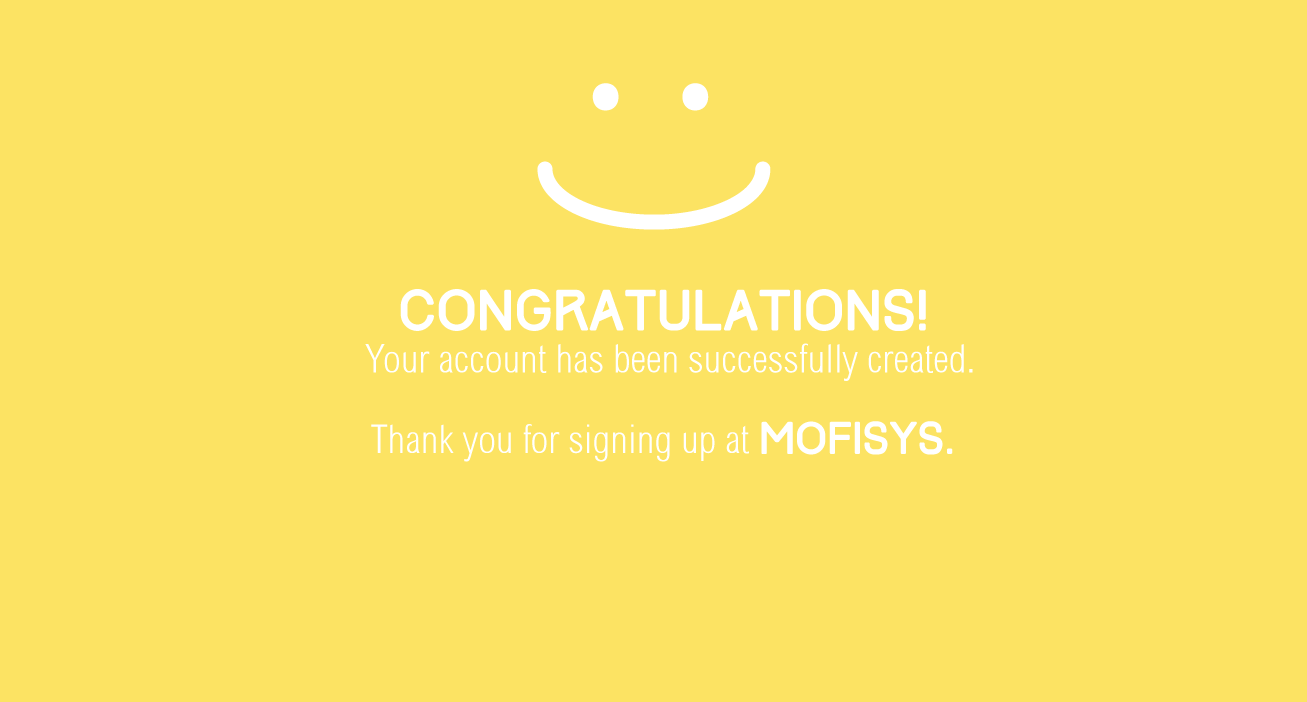 CONGRATULATIONS!
Your account has been successfully created.
Thank you for signing up at MOFISYS.